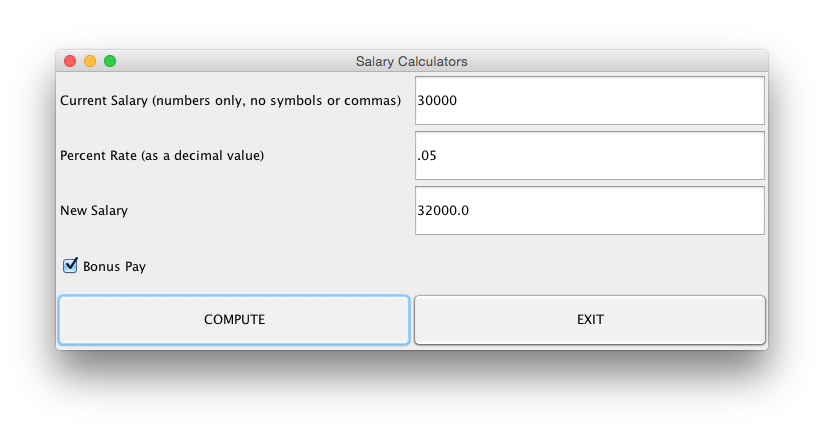 Salary Calculators
Current Salary (numbers only, no symbols or commas) 30000
Percent Rate (as a decimal value) .05
New Salary 32000.0
Bonus Pay
COMPUTE EXIT